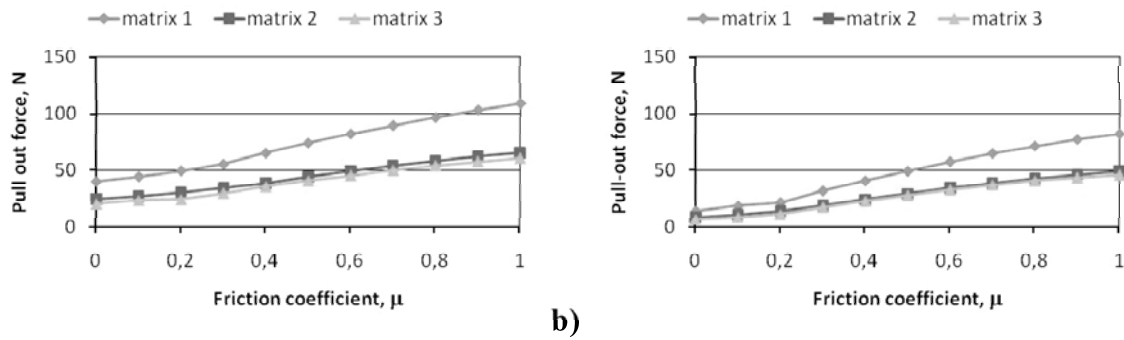 matrix 1 matrix 2 matrix 3
150
100
50
0
Pull out force, N
0 0,2 0,4 0,6 0,8 1
Friction coefficient, μ
matrix 1 matrix 2 matrix 3
150
100
50
0
Pull-out force, N
0 0,2 0,4 0,6 0,8 1
Friction coefficient, μ
b)